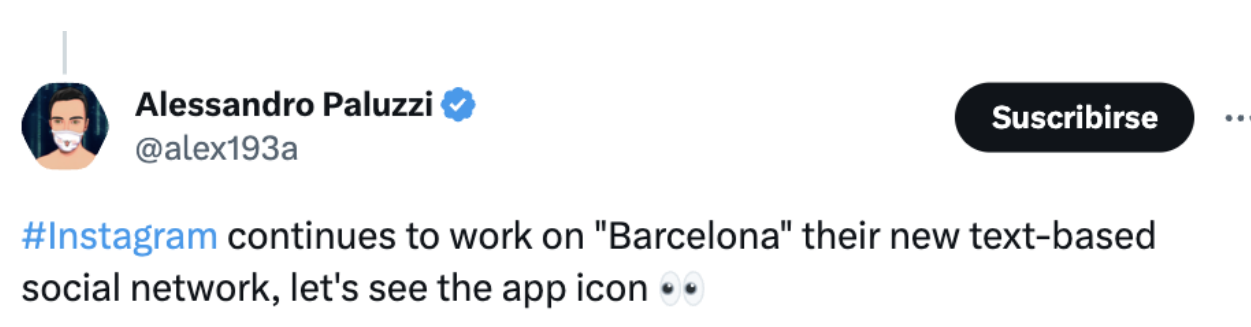 Alessandro Paluzzi
@alex193a
Suscribirse
#Instagram continues to work on "Barcelona" their new text-based
social network, let's see the app icon 👀